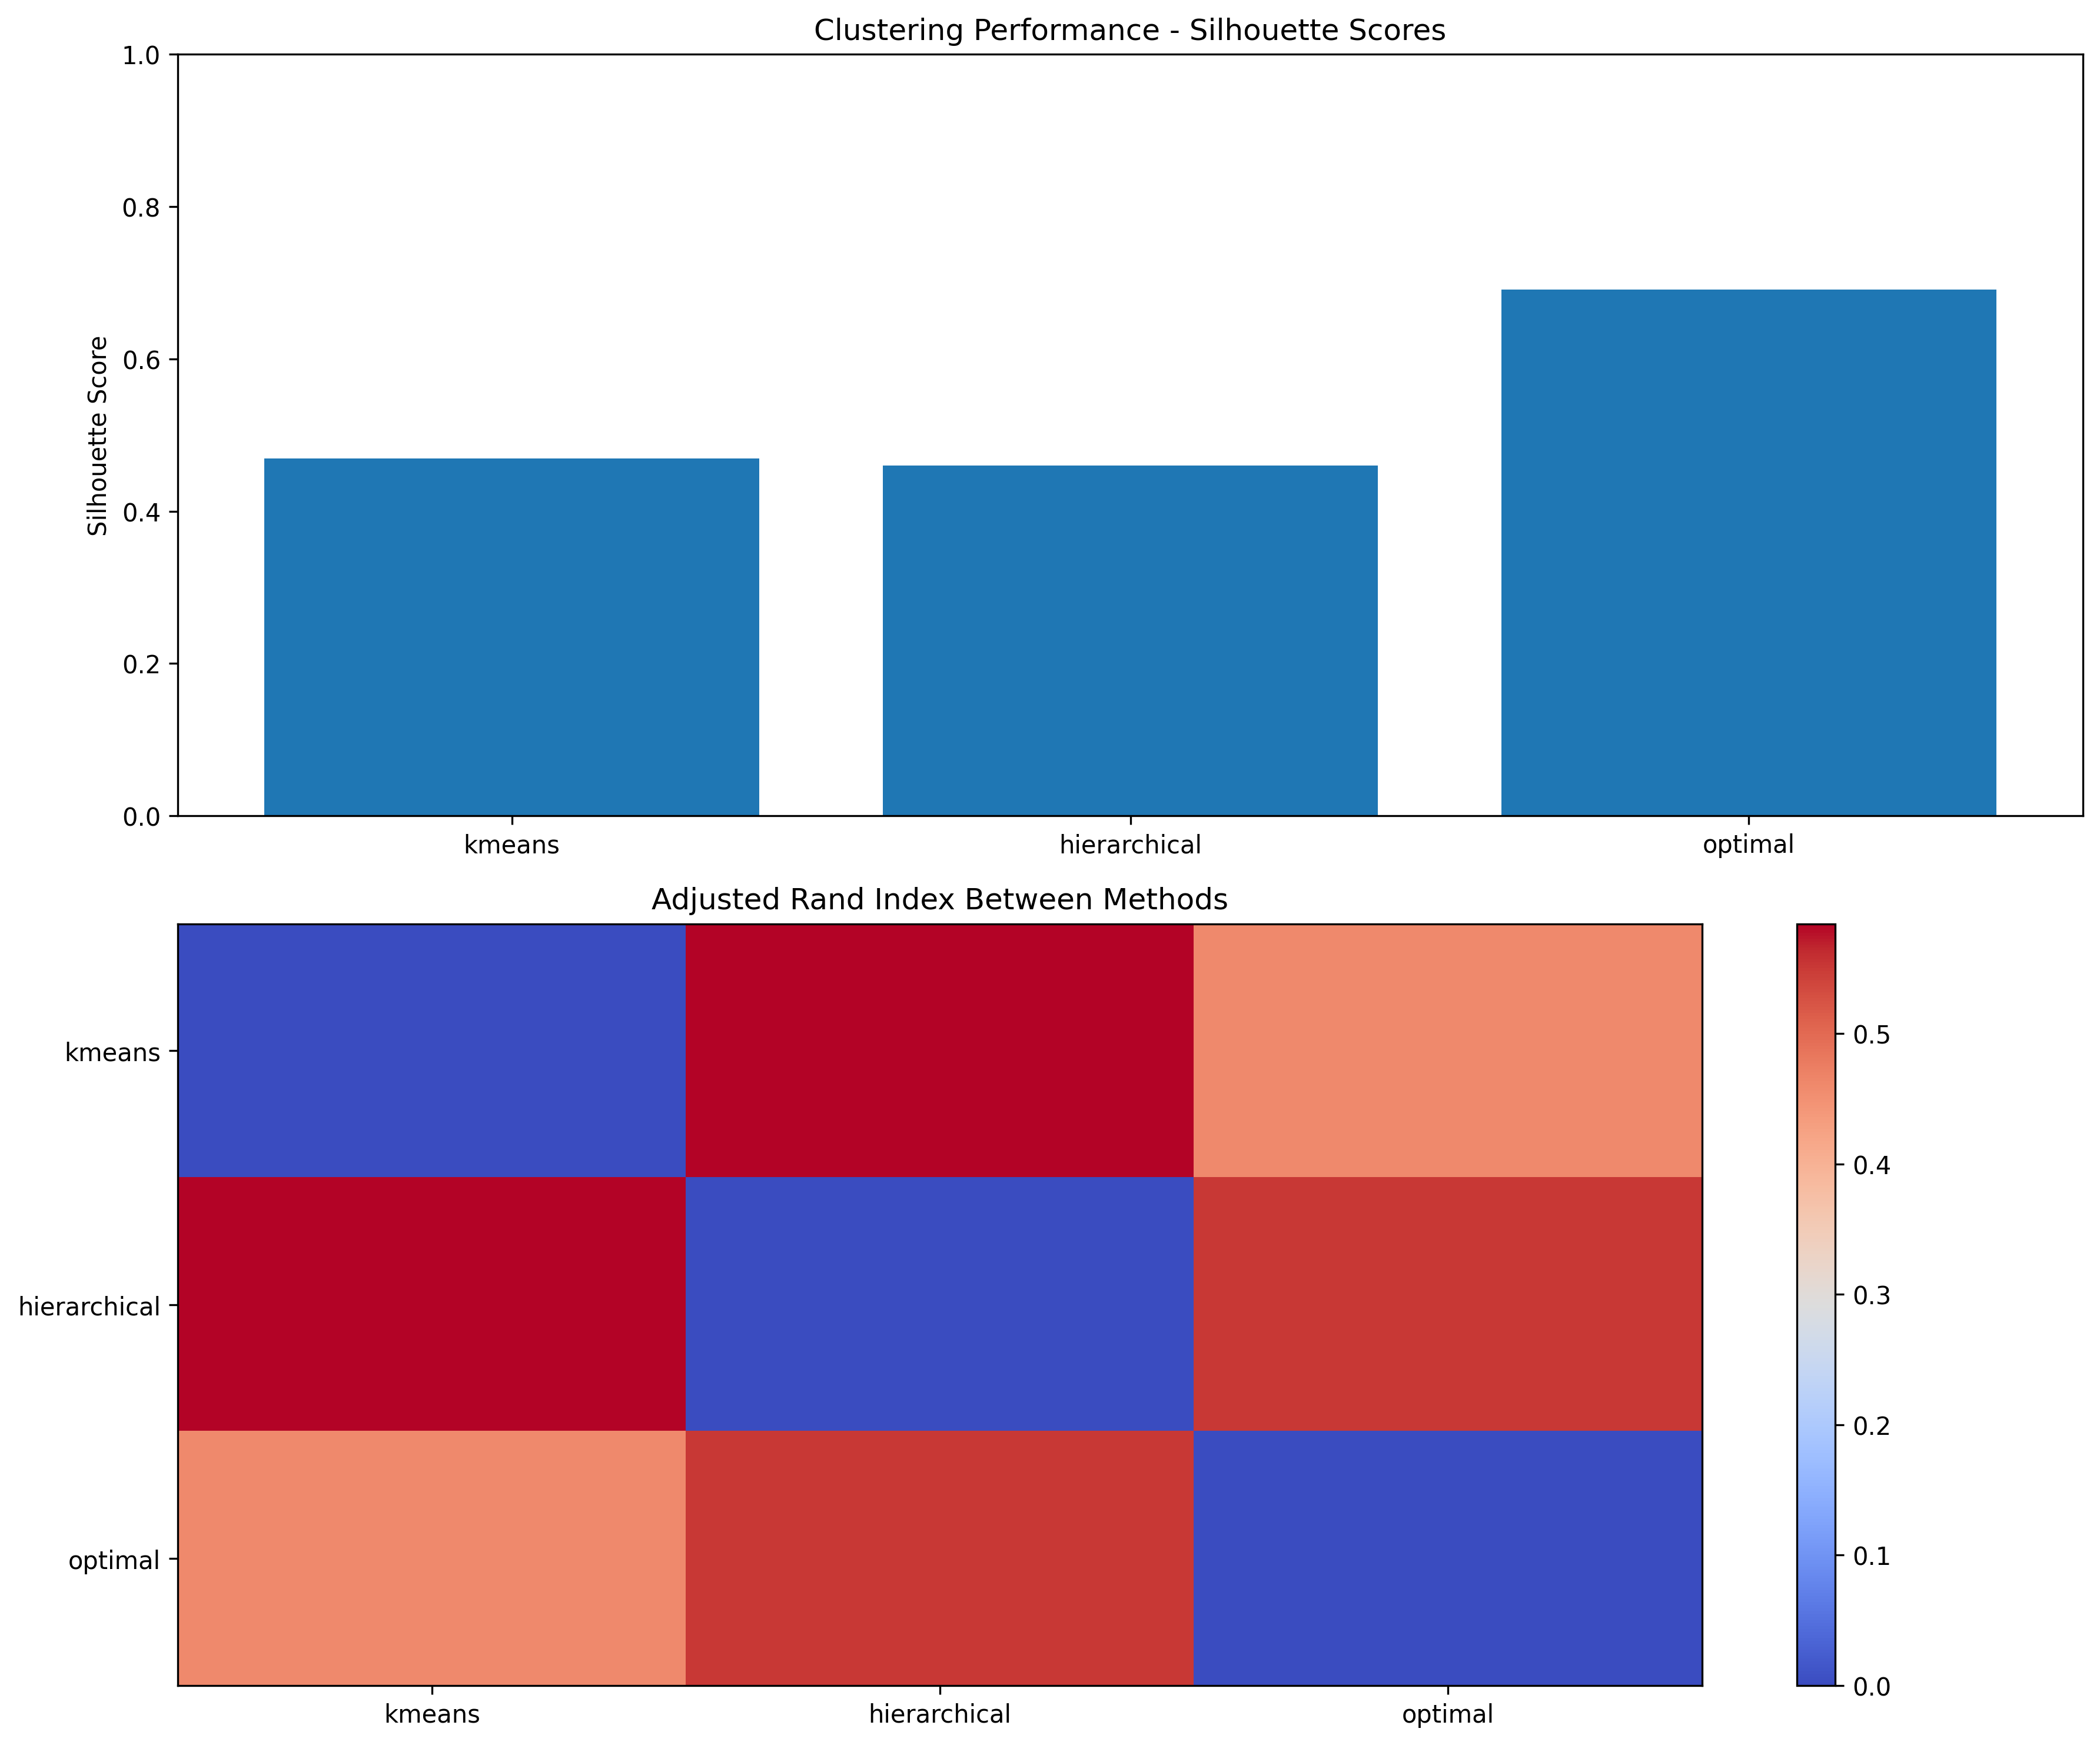 Clustering Performance - Silhouette Scores
1.0
0.8
0.6
0.4
0.2
0.0
Silhouette Score
kmeans hierarchical optimal
Adjusted Rand Index Between Methods
kmeans
hierarchical
optimal
kmeans hierarchical optimal
0.5
0.4
0.3
0.2
0.1
0.0